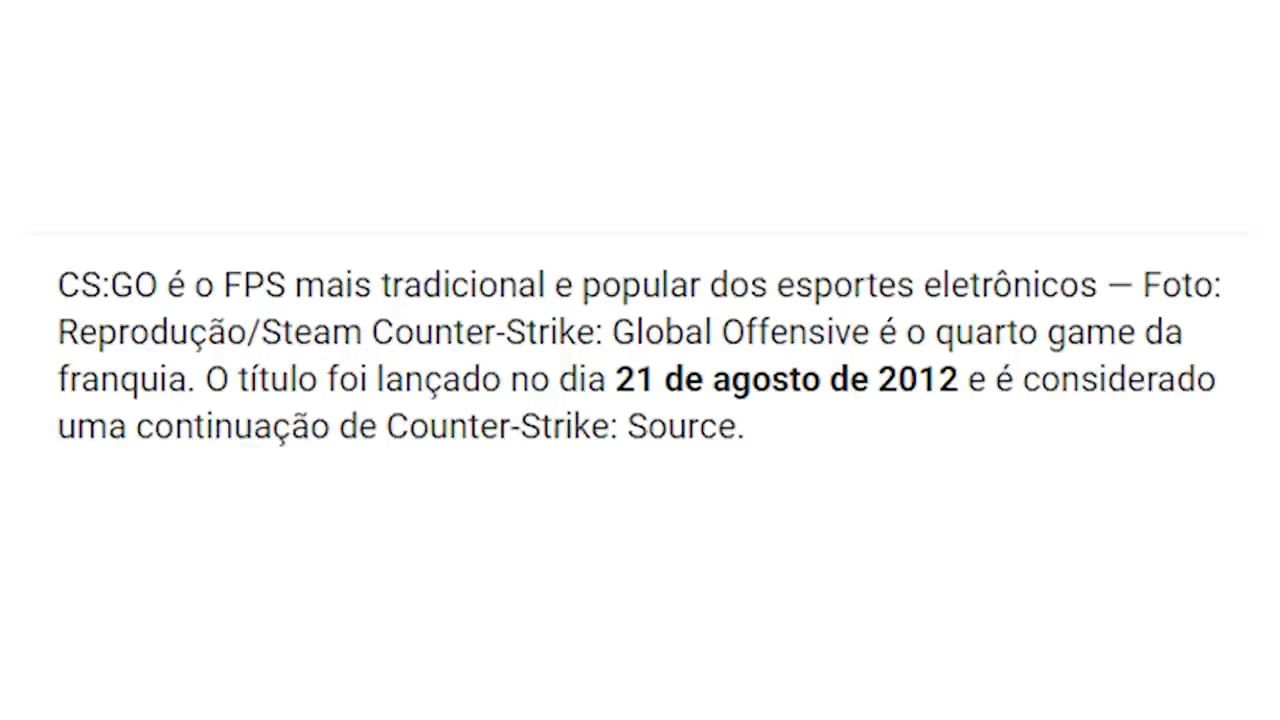 CS:GO é o FPS mais tradicional e popular dos esportes eletrônicos — Foto:
Reprodução/Steam Counter-Strike: Global Offensive é o quarto game da
franquia. O título foi lançado no dia 21 de agosto de 2012 e é considerado
uma continuação de Counter-Strike: Source.